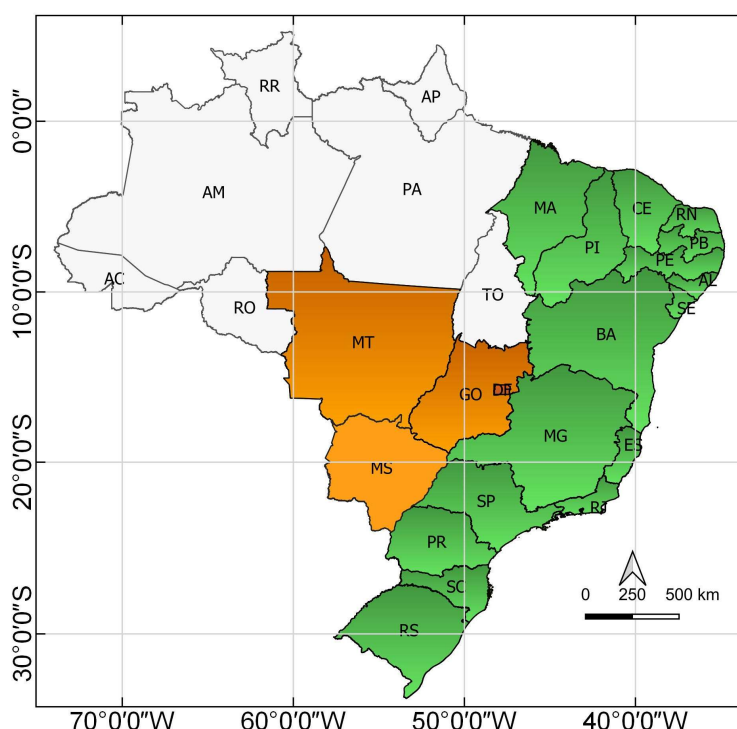 RR
AP
0°0'0"
AM
PA
MA
CE
RN
PI
PB
PE
AC
TO
AL
10°0'0"S
RO
SE
BA
MT
GO
DF
MG
ES
20°0'0"S
MS
SP
RJ
PR
SC
0 250 500 km
RS
30°0'0"S
70°0'0"W 60°0'0"W 50°0'0"W 40°0'0"W